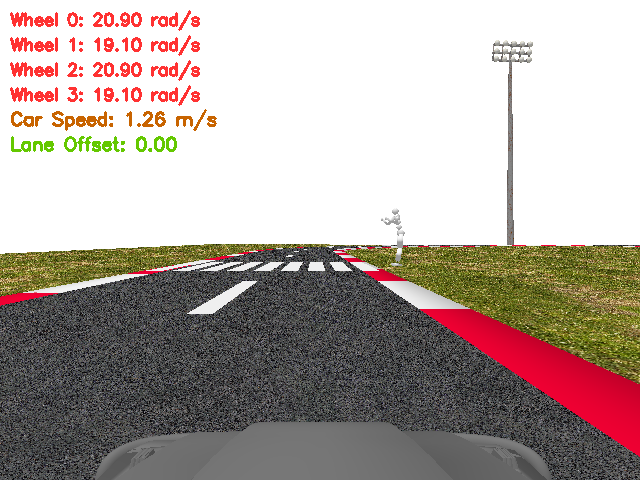 Wheel 0: 20.90 rad/s
Wheel 1: 19.10 rad/s
Wheel 2: 20.90 rad/s
Wheel 3: 19.10 rad/s
Car Speed: 1.26 m/s
Lane Offset: 0.00